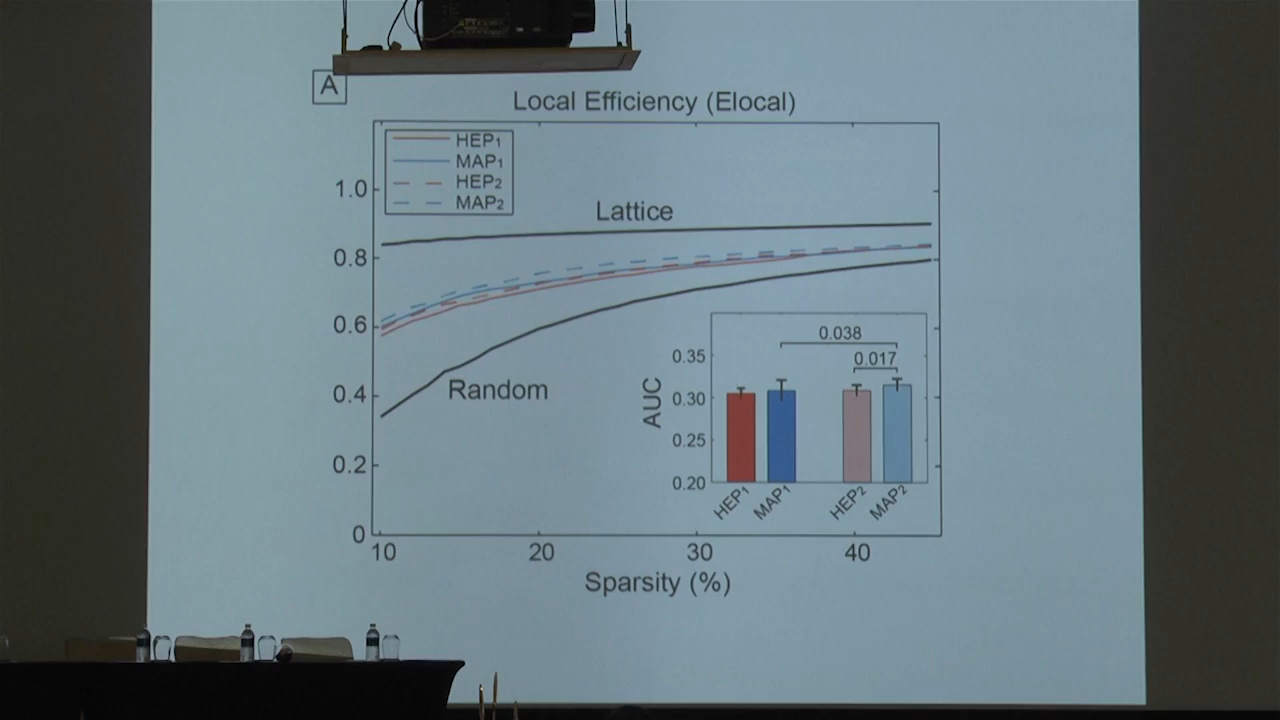 A
Local Efficiency (Elocal)
HEP1
MAP1
HEP2
MAP2
1.0
0.8
0.6
0.4
0.2
0
Lattice
Random
10
20
30
40
Sparsity (%)
AUC
0.35
0.30
0.25
0.20
0.038
0.017
HEP1
MAP1
HEP2
MAP2